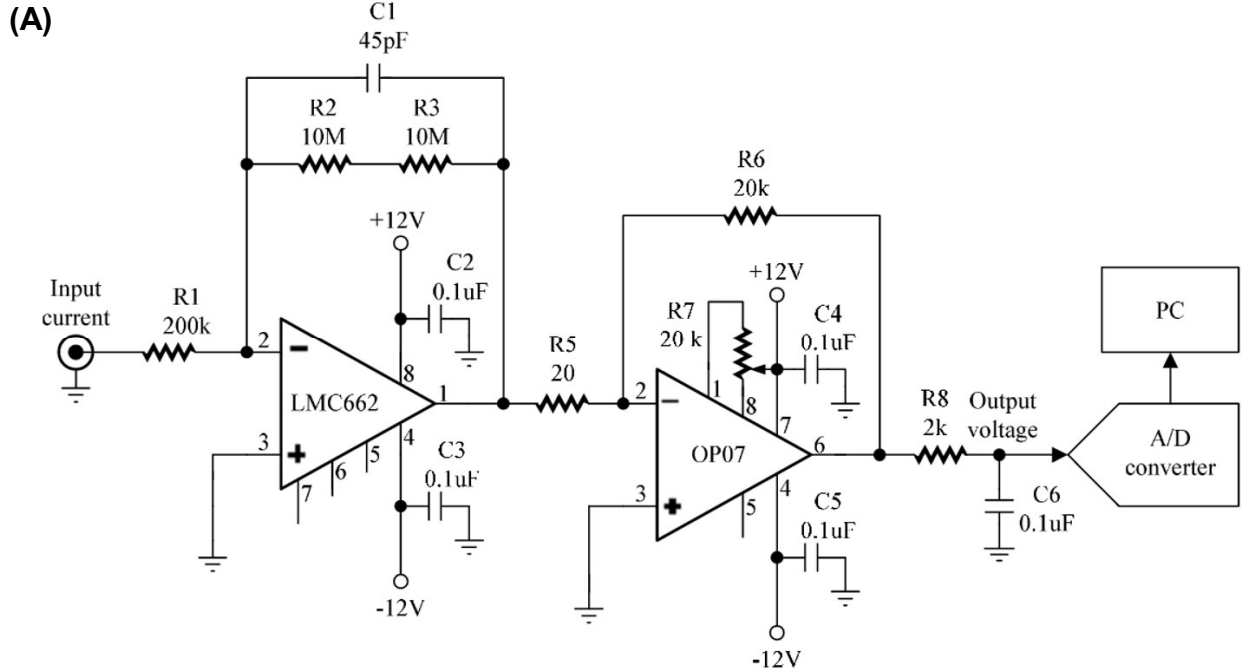 (A)
C1
45pF
R2
10M
R3
10M
R6
20k
+12V
C2
0.1uF
+12V
R7
20 k
C4
0.1uF
PC
Input
current
R1
200k
2
8
LMC662
1
R5
20
2
1
8
7
R8
2k
Output
voltage
A/D
converter
3
4
5
6
7
C3
0.1uF
OP07
6
3
4
5
C5
0.1uF
C6
0.1uF
-12V
-12V